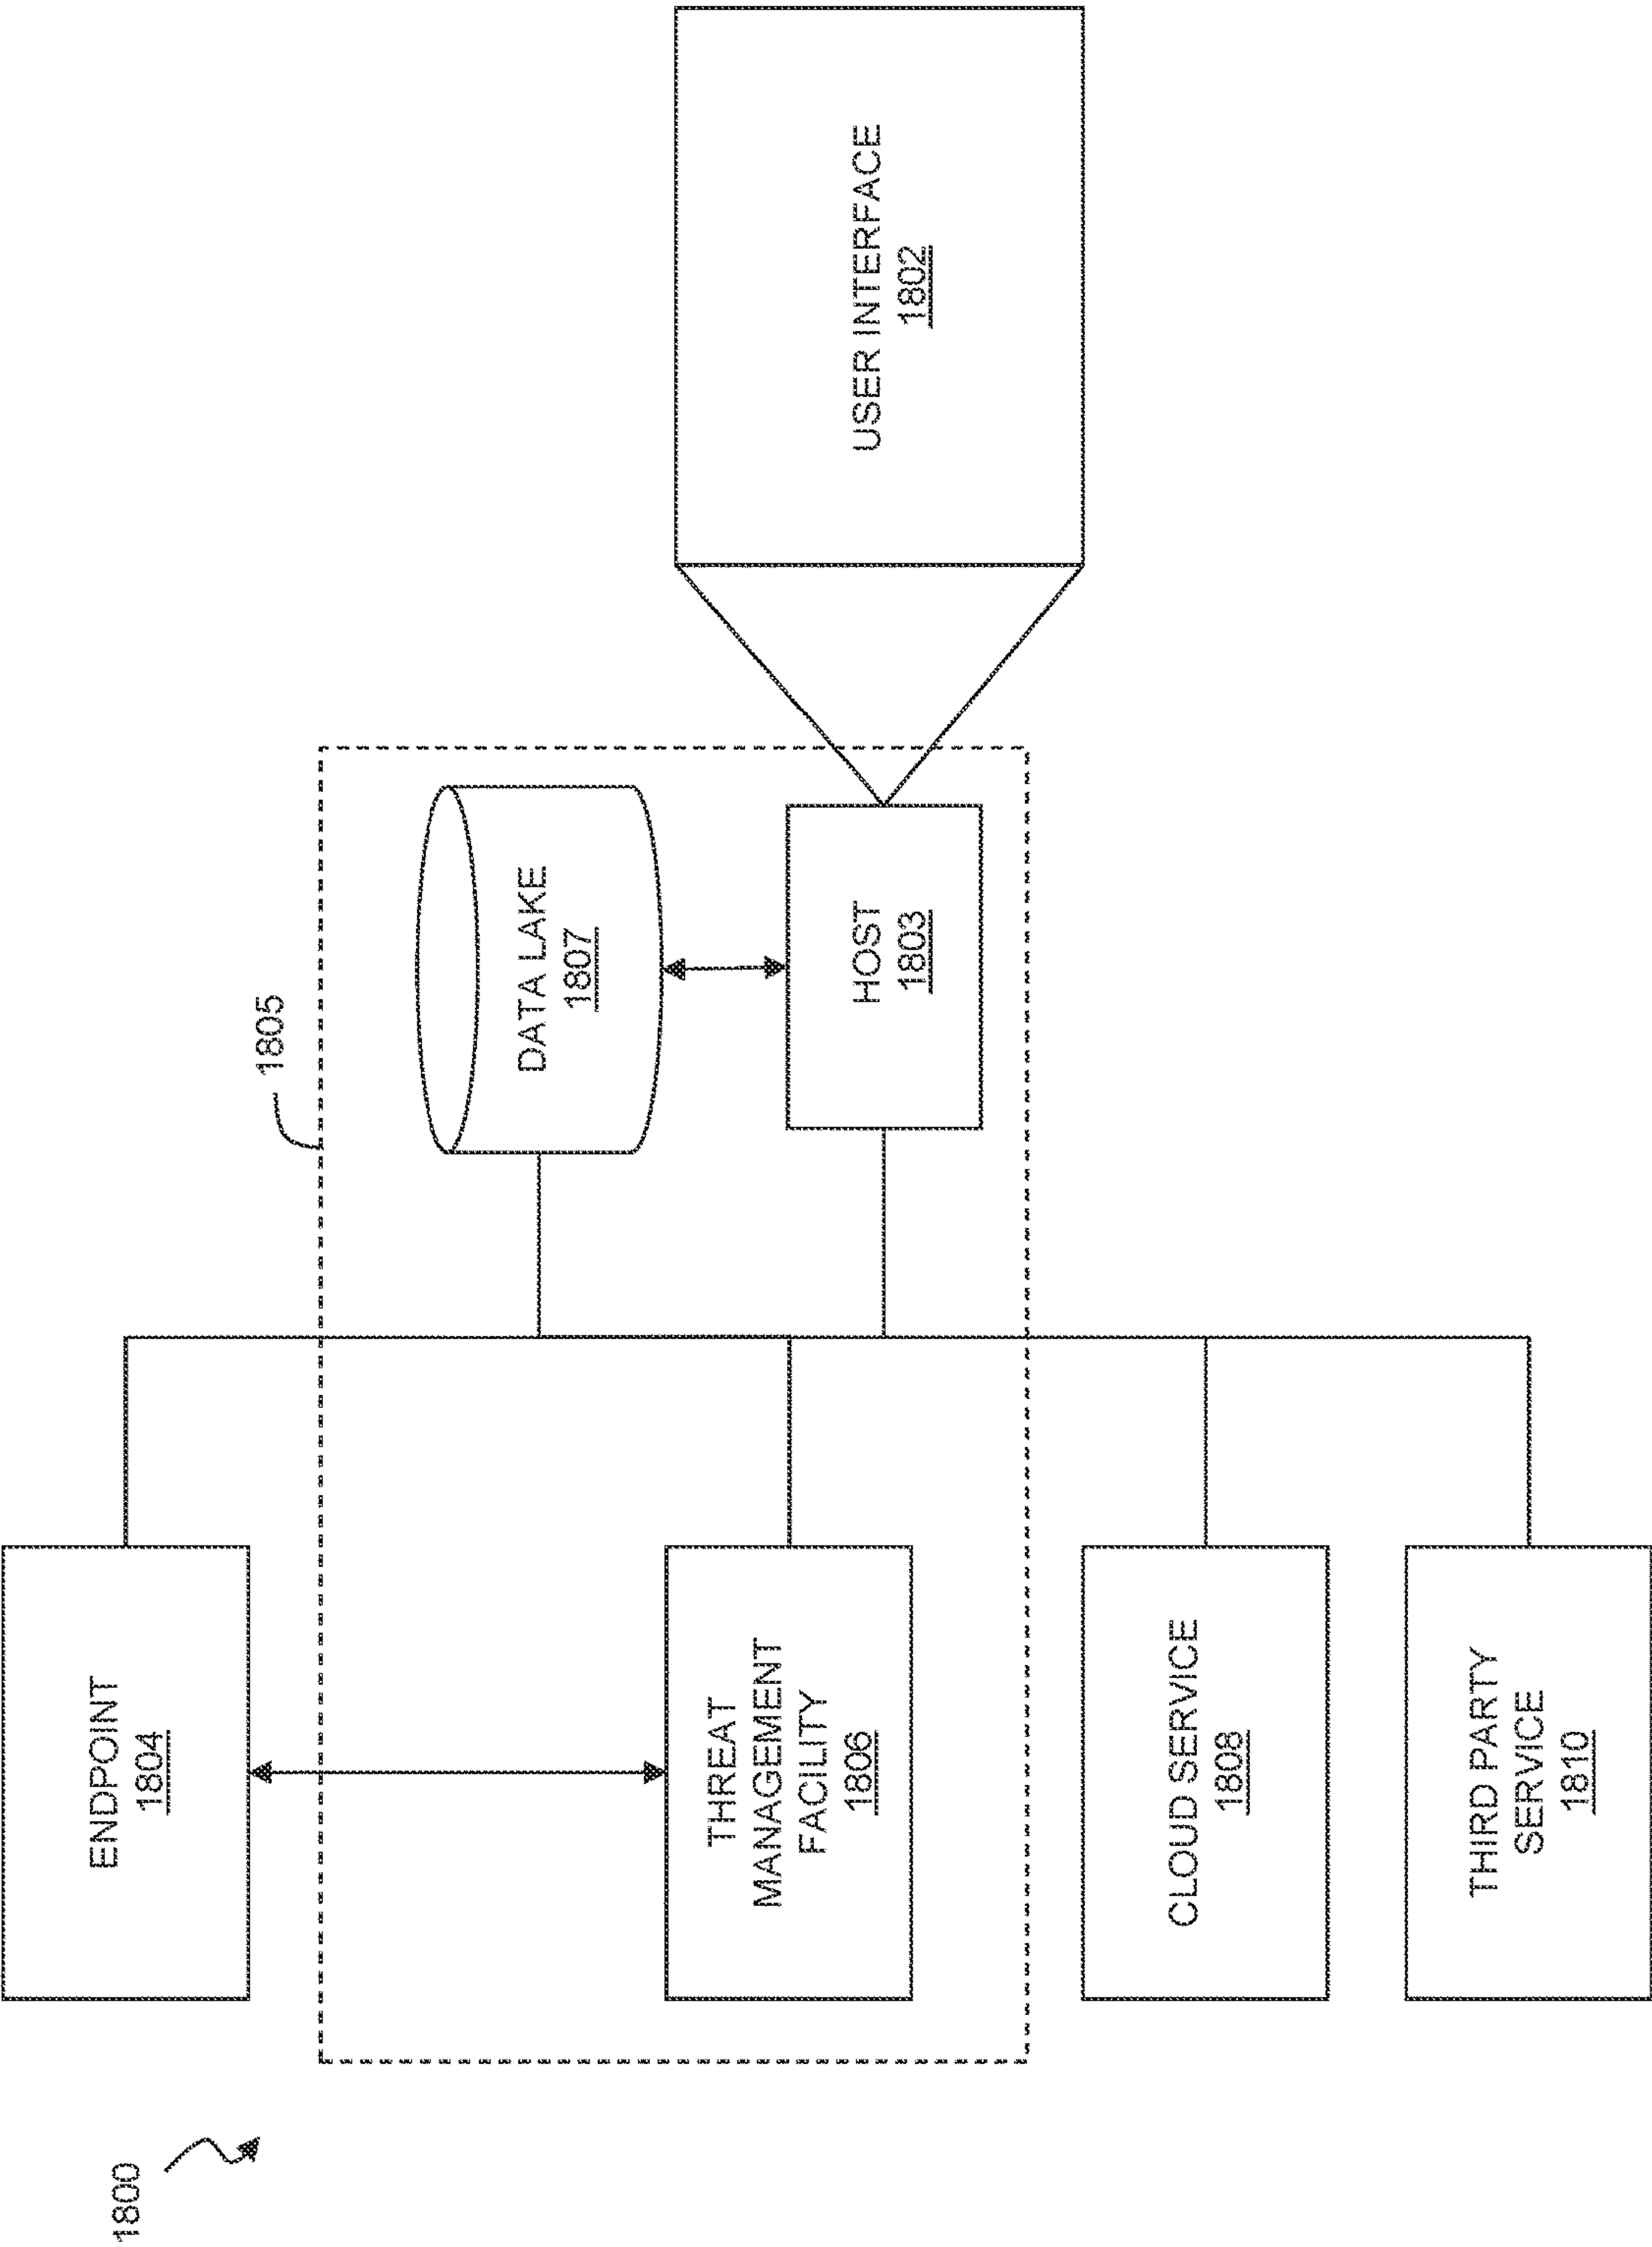 1800
ENDPOINT
1804
THREAT
MANAGEMENT
FACILITY
1806
CLOUD SERVICE
1808
THIRD PARTY
SERVICE
1810
1805
DATA LAKE
1807
HOST
1803
USER INTERFACE
1802